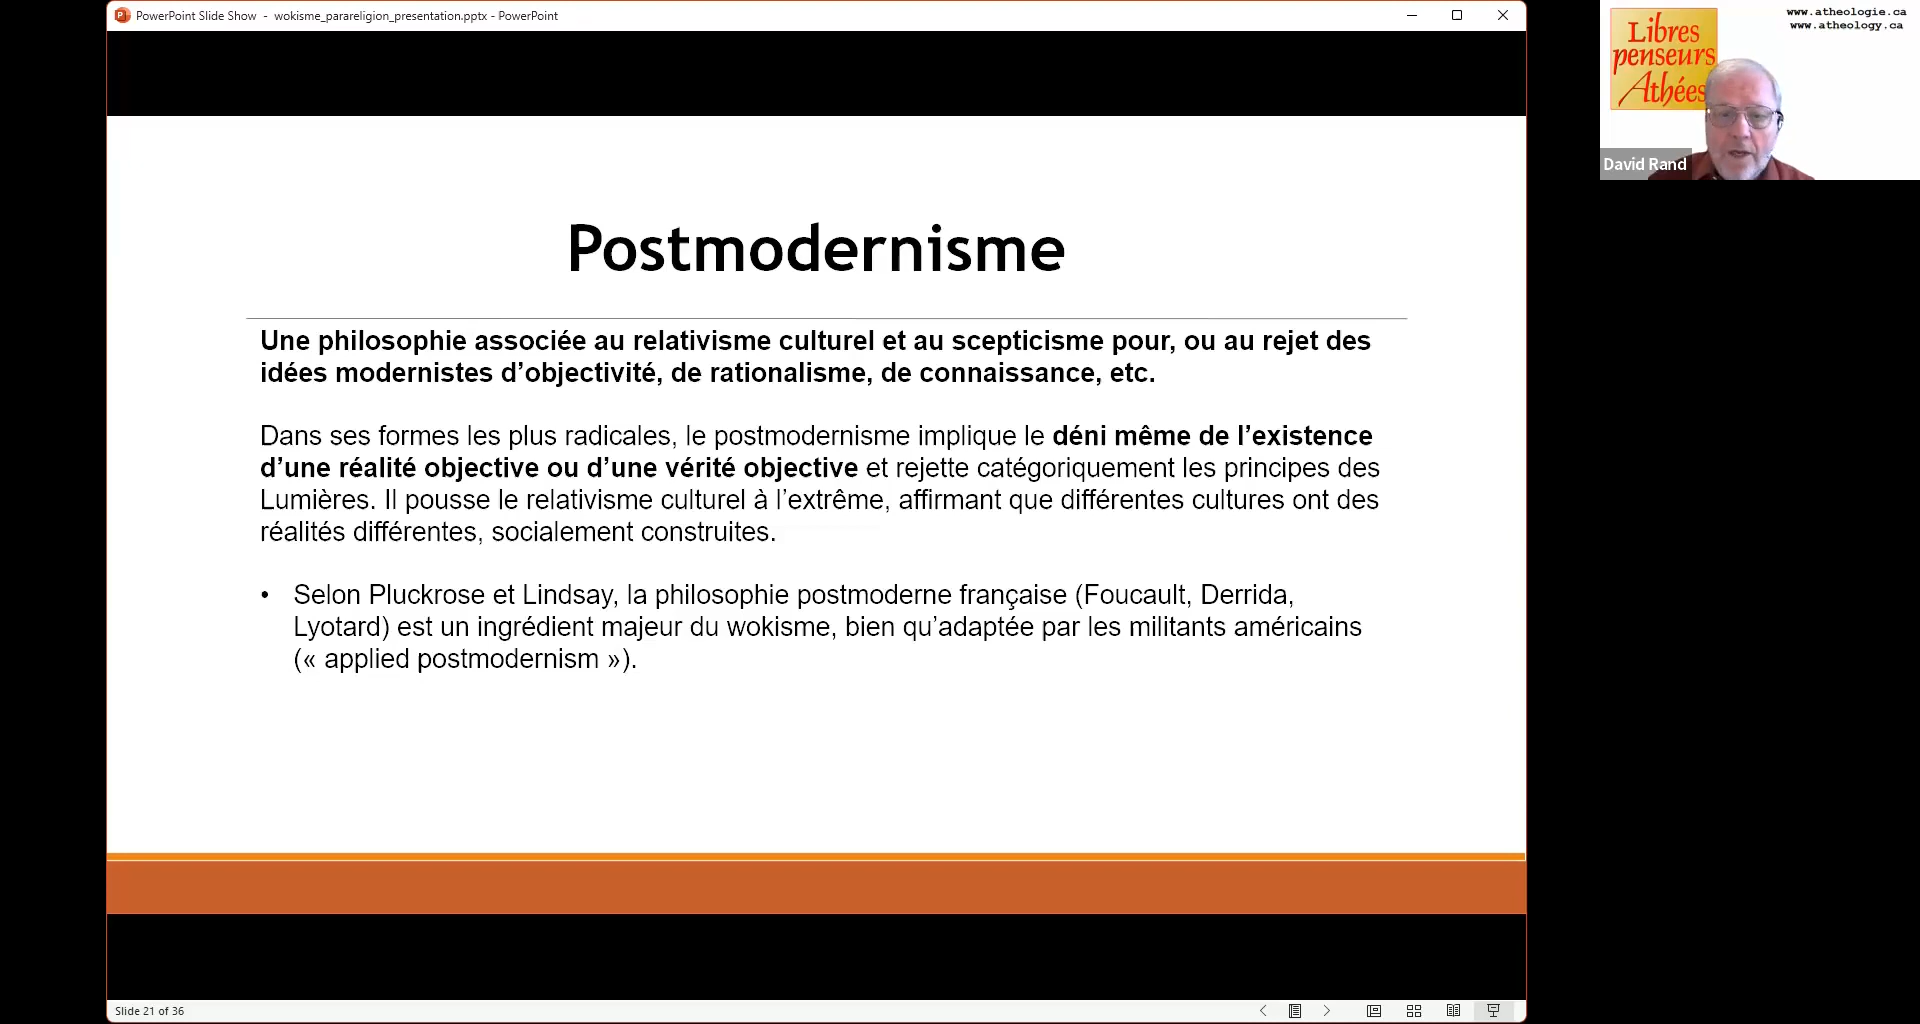 PowerPoint Slide Show - wokisme_parareligion_presentation.pptx - PowerPoint
www.atheologie.ca
www.atheology.ca
Libres
penseurs
Athées
David Rand
Postmodernisme
Une philosophie associée au relativisme culturel et au scepticisme pour, ou au rejet des
idées modernistes d’objectivité, de rationalisme, de connaissance, etc.
Dans ses formes les plus radicales, le postmodernisme implique le déni même de l’existence
d’une réalité objective ou d’une vérité objective et rejette catégoriquement les principes des
Lumières. Il pousse le relativisme culturel à l’extrême, affirmant que différentes cultures ont des
réalités différentes, socialement construites.
• Selon Pluckrose et Lindsay, la philosophie postmoderne française (Foucault, Derrida,
Lyotard) est un ingrédient majeur du wokisme, bien qu’adaptée par les militants américains
(« applied postmodernism »).
Slide 21 of 36